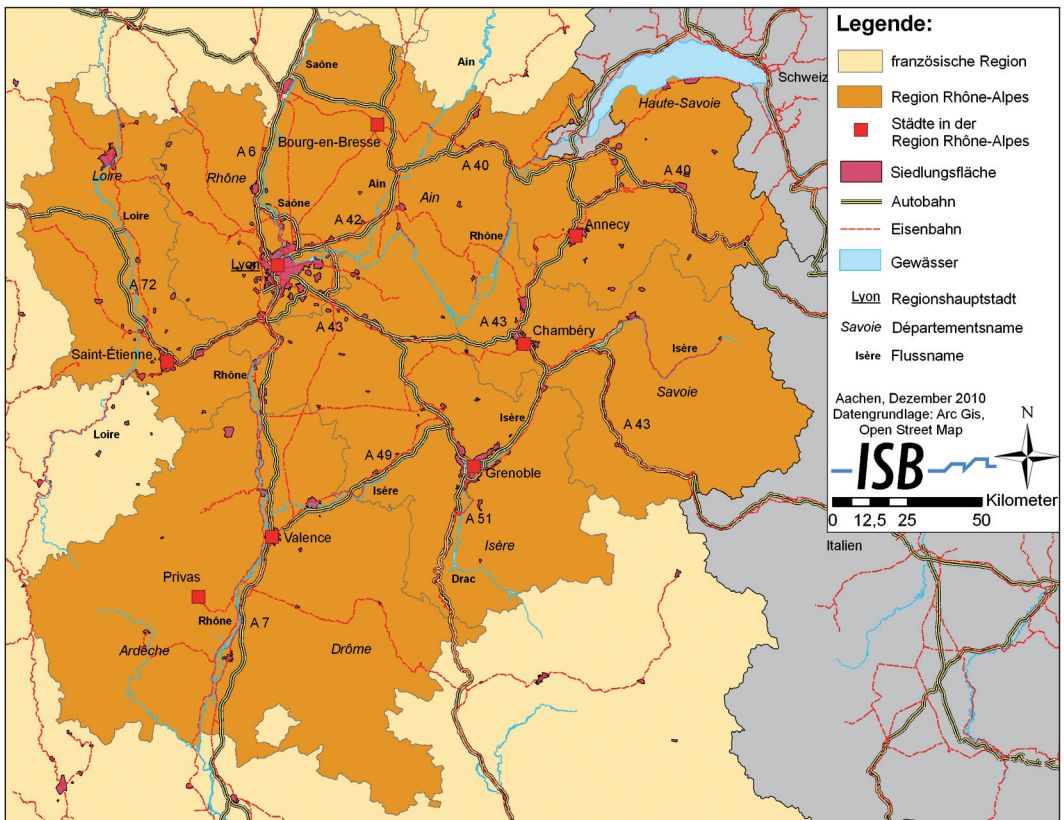 Legende:
französische Region
Region Rhône-Alpes
Städte in der
Region Rhône-Alpes
Siedlungsfläche
Autobahn
Eisenbahn
Gewässer
Lyon Regionshauptstadt
Savoie Départementsname
Isère Flussname
Aachen, Dezember 2010
Datengrundlage: Arc Gis,
Open Street Map
N
ISB
Kilometer
0 12,5 25 50
Saône
Ain
Schweiz
Haute-Savoie
Bourg-en-Bresse
A 6
A 40
A 40
Loire
Rhône
Ain
Ain
Loire
Saône
A 42
Rhône
Annecy
Lyon
A 72
A 43
A 43
Chambéry
Saint-Étienne
Isère
Rhône
Savoie
Isère
Loire
A 43
A 49
Grenoble
Isère
A 51
Valence
Isère
Italien
Privas
Drac
Rhône
A 7
Ardèche
Drôme